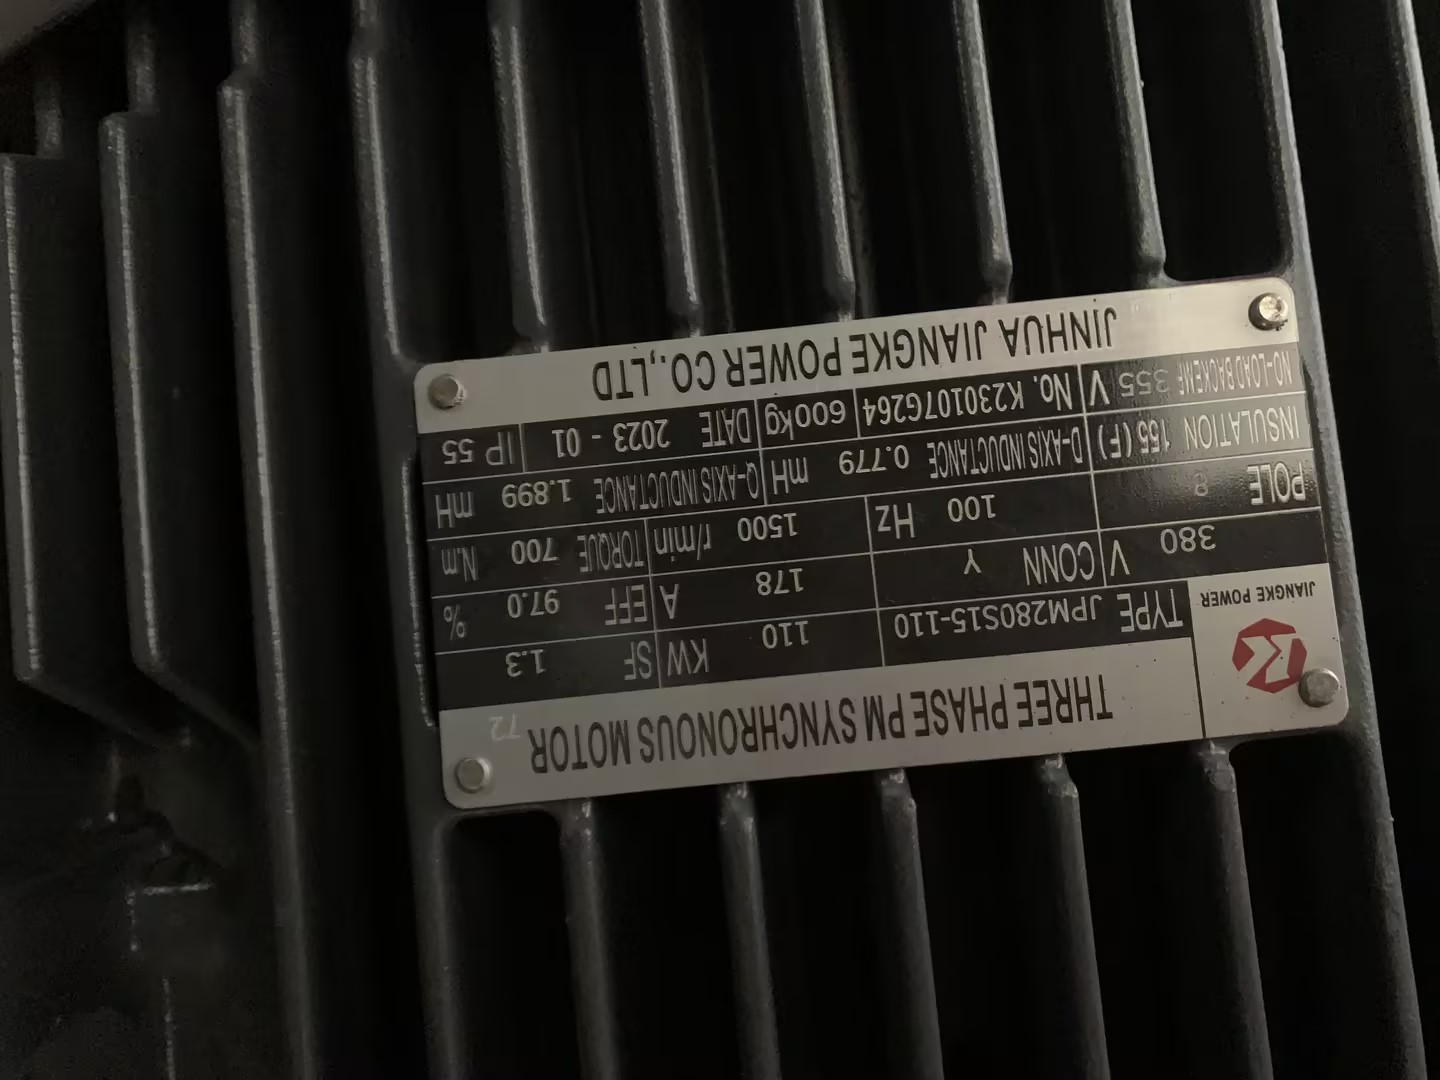 THREE PHASE PM SYNCHRONOUS MOTOR 72
JIANGKE POWER
TYPE JPM280S15-110 110 KW SF 1.3
380 V CONN Y 178 A EFF 97.0 %
POLE 8 100 Hz 1500 r/min TORQUE 700 N.m
INSULATION 155 (F) D-AXIS INDUCTANCE 0.779 mH Q-AXIS INDUCTANCE 1.899 mH
NO-LOAD BACKEMF 355 V No. K230107G264 600kg DATE 2023 - 01 IP 55
JINHUA JIANGKE POWER CO.,LTD